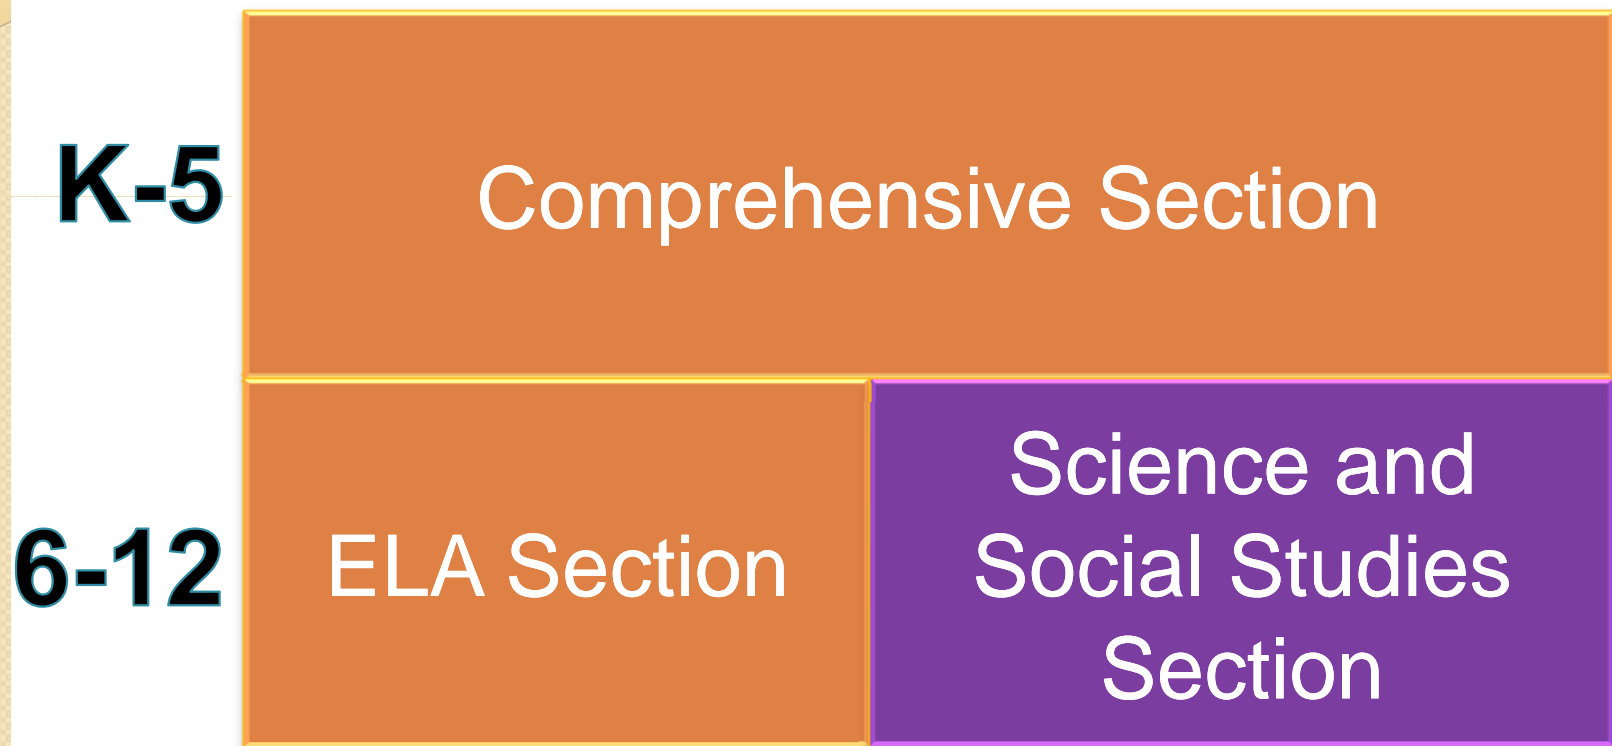 K-5
Comprehensive Section
6-12
ELA Section
Science and
Social Studies
Section